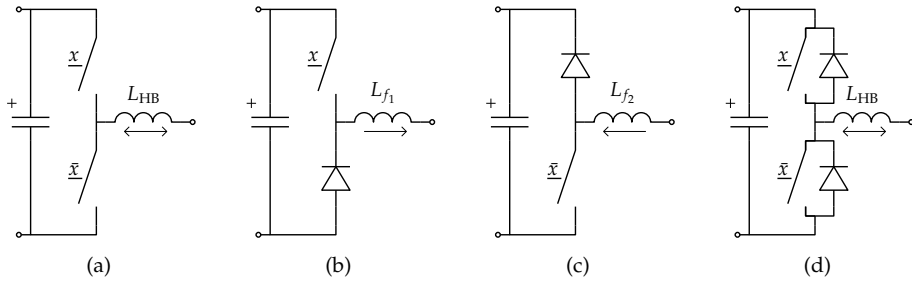 x
x
x
L_HB
L_f1
L_f2
L_HB
+
+
+
+
x̄
x̄
x̄
(a)
(b)
(c)
(d)